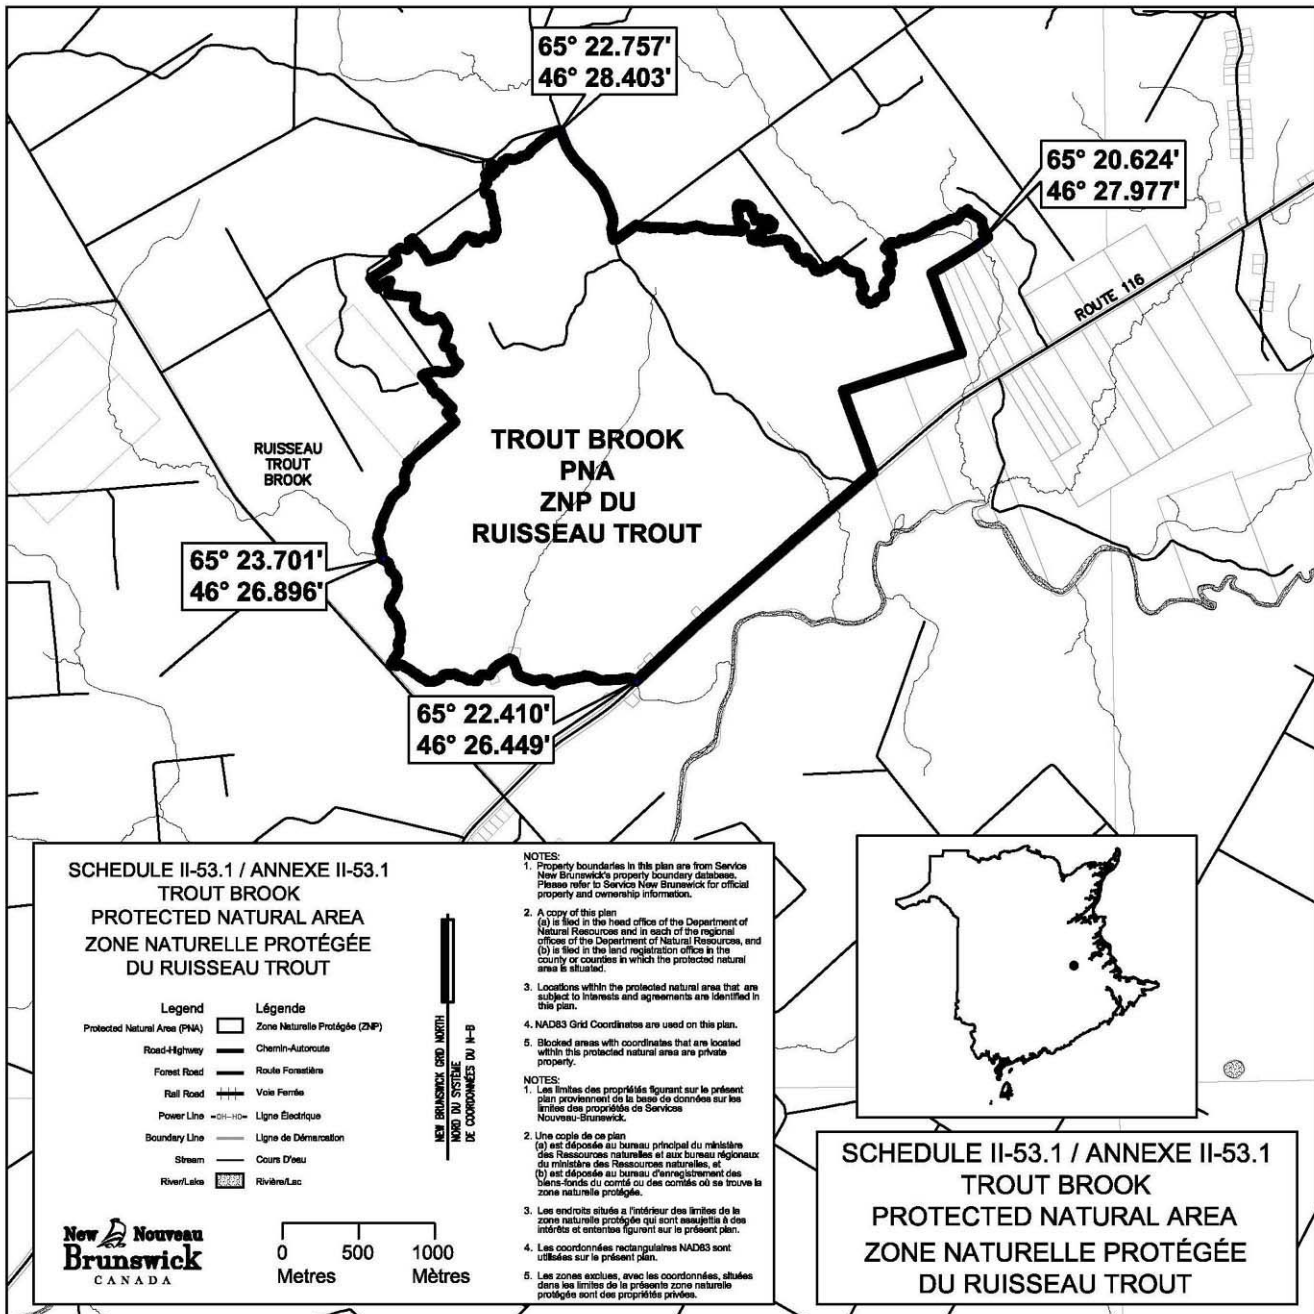 65° 22.757'
46° 28.403'
65° 20.624'
46° 27.977'
ROUTE 116
TROUT BROOK
PNA
ZNP DU
RUISSEAU TROUT
RUISSEAU
TROUT
BROOK
65° 23.701'
46° 26.896'
65° 22.410'
46° 26.449'
SCHEDULE II-53.1 / ANNEXE II-53.1
TROUT BROOK
PROTECTED NATURAL AREA
ZONE NATURELLE PROTÉGÉE
DU RUISSEAU TROUT
Legend Légende
Protected Natural Area (PNA) Zone Naturelle Protégée (ZNP)
Road-Highway Chemin-Autoroute
Forest Road Route Forestière
Rail Road Voie Ferrée
Power Line -OH-HO- Ligne Électrique
Boundary Line Ligne de Démarcation
Stream Cours D'eau
River/Lake Rivière/Lac
NEW BRUNSWICK GRID NORTH
NORD DU SYSTÈME
DE COORDONNÉES DU N-B
New Nouveau
Brunswick
CANADA
0 500 1000
Metres Mètres
NOTES:
1. Property boundaries in this plan are from Service
New Brunswick's property boundary database.
Please refer to Service New Brunswick for official
property and ownership information.
2. A copy of this plan
(a) is filed in the head office of the Department of
Natural Resources and in each of the regional
offices of the Department of Natural Resources, and
(b) is filed in the land registration office in the
county or counties in which the protected natural
area is situated.
3. Locations within the protected natural area that are
subject to interests and agreements are identified in
this plan.
4. NAD83 Grid Coordinates are used on this plan.
5. Blocked areas with coordinates that are located
within this protected natural area are private
property.
NOTES:
1. Les limites des propriétés figurant sur le présent
plan proviennent de la base de données sur les
limites des propriétés de Services
Nouveau-Brunswick.
2. Une copie de ce plan
(a) est déposée au bureau principal du ministère
des Ressources naturelles et aux bureau régionaux
du ministère des Ressources naturelles, et
(b) est déposée au bureau d'enregistrement des
biens-fonds du comté ou des comtés où se trouve la
zone naturelle protégée.
3. Les endroits situés a l'intérieur des limites de la
zone naturelle protégée qui sont assujettis à des
intérêts et ententes figurent sur le présent plan.
4. Les coordonnées rectangulaires NAD83 sont
utilisées sur le présent plan.
5. Les zones exclues, avec les coordonnées, situées
dans les limites de la présente zone naturelle
protégée sont des propriétés privées.
SCHEDULE II-53.1 / ANNEXE II-53.1
TROUT BROOK
PROTECTED NATURAL AREA
ZONE NATURELLE PROTÉGÉE
DU RUISSEAU TROUT